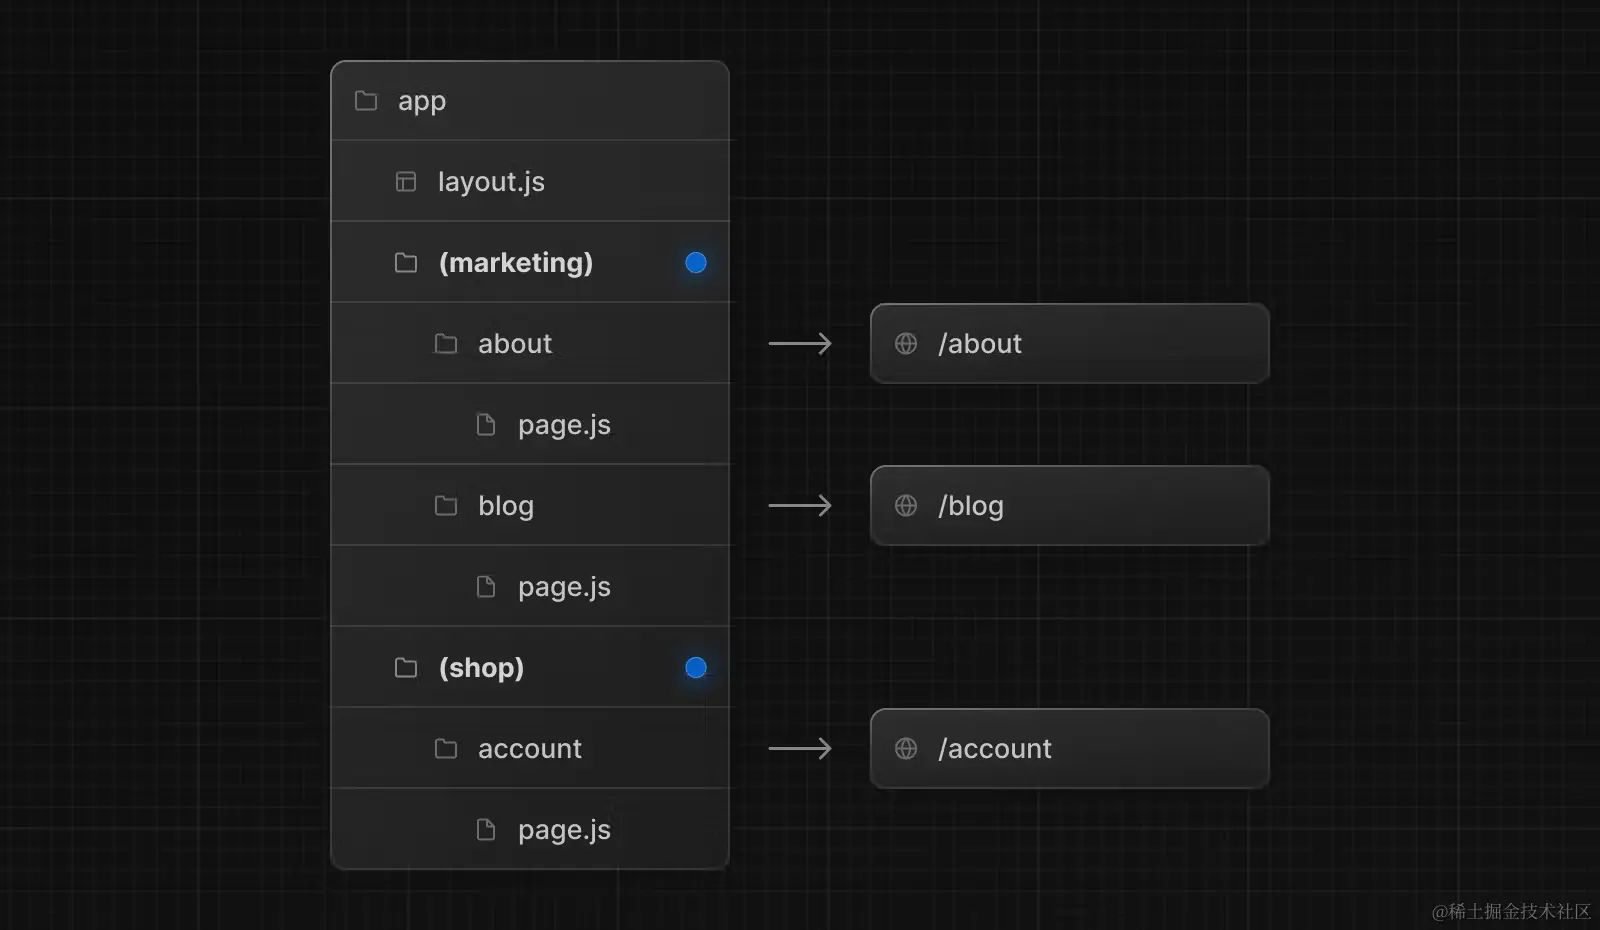 app
layout.js
(marketing)
about
/about
page.js
blog
/blog
page.js
(shop)
account
/account
page.js
@稀土掘金技术社区